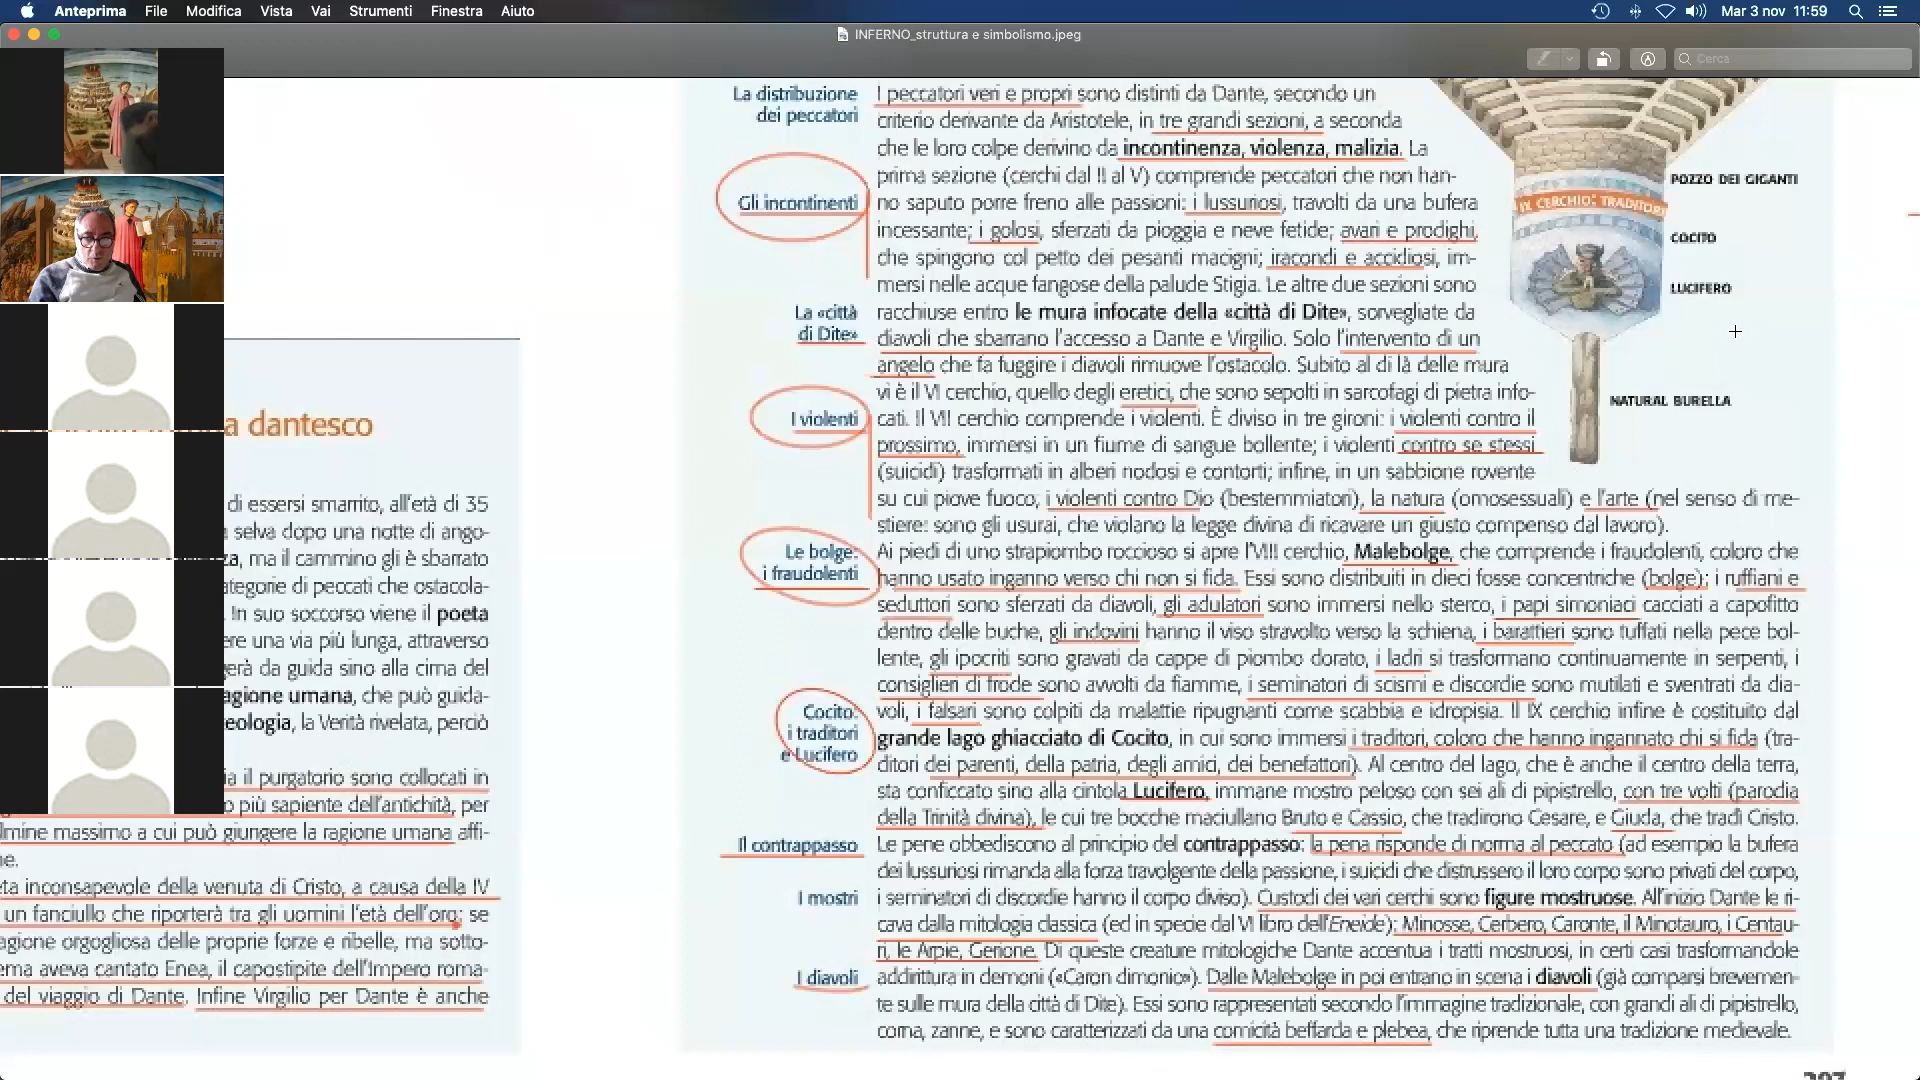 Anteprima File Modifica Vista Vai Strumenti Finestra Aiuto
Mar 3 nov 11:59
INFERNO_struttura e simbolismo.jpeg
Cerca
a dantesco
di essersi smarrito, all'età di 35
selva dopo una notte di ango-
za, ma il cammino gli è sbarrato
ategorie di peccati che ostacola-
. In suo soccorso viene il poeta
ere una via più lunga, attraverso
gerà da guida sino alla cima del
agione umana, che può guida-
eologia, la Verità rivelata, perciò
ia il purgatorio sono collocati in
o più sapiente dell'antichità, per
lmine massimo a cui può giungere la ragione umana affi-
ne.
eta inconsapevole della venuta di Cristo, a causa della IV
un fanciullo che riporterà tra gli uomini l'età dell'oro; se
agione orgogliosa delle proprie forze e ribelle, ma sotto-
ema aveva cantato Enea, il capostipite dell'Impero roma-
del viaggio di Dante. Infine Virgilio per Dante è anche
La distribuzione
dei peccatori
Gli incontinenti
La «città
di Dite»
I violenti
Le bolge:
i fraudolenti
Cocito:
i traditori
e Lucifero
Il contrappasso
I mostri
I diavoli
I peccatori veri e propri sono distinti da Dante, secondo un
criterio derivante da Aristotele, in tre grandi sezioni, a seconda
che le loro colpe derivino da incontinenza, violenza, malizia. La
prima sezione (cerchi dal II al V) comprende peccatori che non han-
no saputo porre freno alle passioni: i lussuriosi, travolti da una bufera
incessante; i golosi, sferzati da pioggia e neve fetide; avari e prodighi,
che spingono col petto dei pesanti macigni; iracondi e accidiosi, im-
mersi nelle acque fangose della palude Stigia. Le altre due sezioni sono
racchiuse entro le mura infocate della «città di Dite», sorvegliate da
diavoli che sbarrano l'accesso a Dante e Virgilio. Solo l'intervento di un
angelo che fa fuggire i diavoli rimuove l'ostacolo. Subito al di là delle mura
vi è il VI cerchio, quello degli eretici, che sono sepolti in sarcofagi di pietra info-
cati. Il VII cerchio comprende i violenti. È diviso in tre gironi: i violenti contro il
prossimo, immersi in un fiume di sangue bollente; i violenti contro se stessi
(suicidi) trasformati in alberi nodosi e contorti; infine, in un sabbione rovente
su cui piove fuoco, i violenti contro Dio (bestemmiatori), la natura (omosessuali) e l'arte (nel senso di me-
stiere: sono gli usurai, che violano la legge divina di ricavare un giusto compenso dal lavoro).
Ai piedi di uno strapiombo roccioso si apre l'VIII cerchio, Malebolge, che comprende i fraudolenti, coloro che
hanno usato inganno verso chi non si fida. Essi sono distribuiti in dieci fosse concentriche (bolge): i ruffiani e
seduttori sono sferzati da diavoli, gli adulatori sono immersi nello sterco, i papi simoniaci cacciati a capofitto
dentro delle buche, gli indovini hanno il viso stravolto verso la schiena, i barattieri sono tuffati nella pece bol-
lente, gli ipocriti sono gravati da cappe di piombo dorato, i ladri si trasformano continuamente in serpenti, i
consiglieri di frode sono avvolti da fiamme, i seminatori di scismi e discordie sono mutilati e sventrati da dia-
voli, i falsari sono colpiti da malattie ripugnanti come scabbia e idropisia. Il IX cerchio infine è costituito dal
grande lago ghiacciato di Cocito, in cui sono immersi i traditori, coloro che hanno ingannato chi si fida (tra-
ditori dei parenti, della patria, degli amici, dei benefattori). Al centro del lago, che è anche il centro della terra,
sta conficcato sino alla cintola Lucifero, immane mostro peloso con sei ali di pipistrello, con tre volti (parodia
della Trinità divina), le cui tre bocche maciullano Bruto e Cassio, che tradirono Cesare, e Giuda, che tradì Cristo.
Le pene obbediscono al principio del contrappasso: la pena risponde di norma al peccato (ad esempio la bufera
dei lussuriosi rimanda alla forza travolgente della passione, i suicidi che distrussero il loro corpo sono privati del corpo,
i seminatori di discordie hanno il corpo diviso). Custodi dei vari cerchi sono figure mostruose. All'inizio Dante le ri-
cava dalla mitologia classica (ed in specie dal VI libro dell'Eneide): Minosse, Cerbero, Caronte, il Minotauro, i Centau-
ri, le Arpie, Gerione. Di queste creature mitologiche Dante accentua i tratti mostruosi, in certi casi trasformandole
addirittura in demoni («Caron dimonio»). Dalle Malebolge in poi entrano in scena i diavoli (già comparsi brevemen-
te sulle mura della città di Dite). Essi sono rappresentati secondo l'immagine tradizionale, con grandi ali di pipistrello,
corna, zanne, e sono caratterizzati da una comicità beffarda e plebea, che riprende tutta una tradizione medievale.
IX CERCHIO: TRADITORI
POZZO DEI GIGANTI
COCITO
LUCIFERO
NATURAL BURELLA